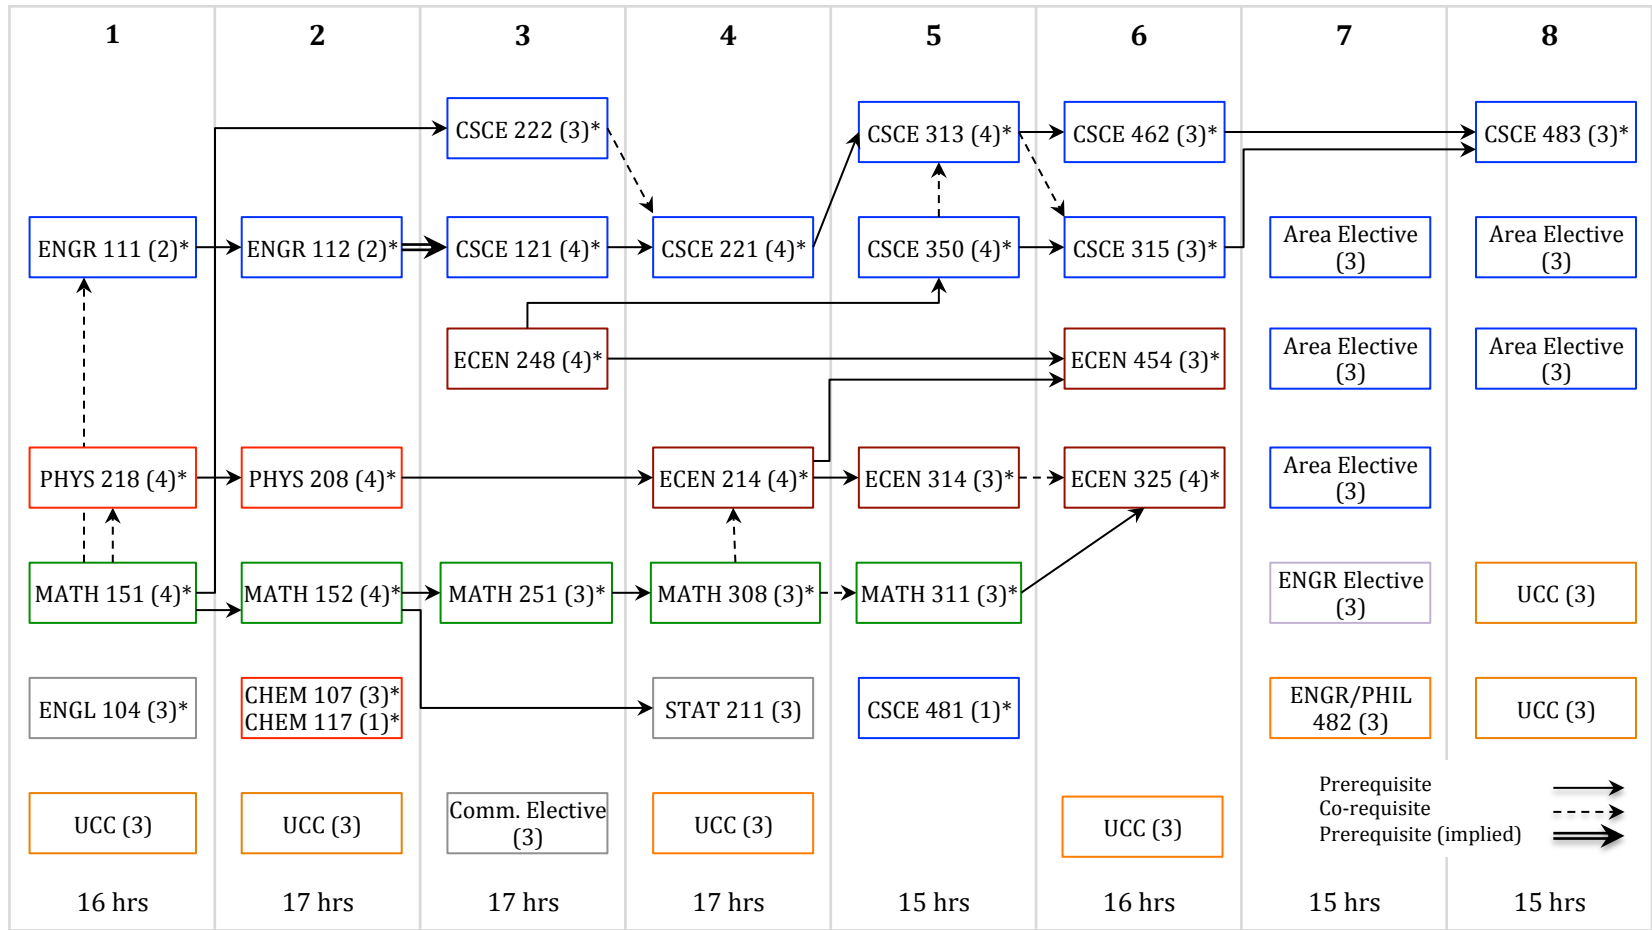 1 2 3 4 5 6 7 8
CSCE 222 (3)* CSCE 313 (4)* CSCE 462 (3)* CSCE 483 (3)*
ENGR 111 (2)* ENGR 112 (2)* CSCE 121 (4)* CSCE 221 (4)* CSCE 350 (4)* CSCE 315 (3)* Area Elective Area Elective
(3) (3)
ECEN 248 (4)* ECEN 454 (3)* Area Elective Area Elective
(3) (3)
PHYS 218 (4)* PHYS 208 (4)* ECEN 214 (4)* ECEN 314 (3)* ECEN 325 (4)* Area Elective
(3)
MATH 151 (4)* MATH 152 (4)* MATH 251 (3)* MATH 308 (3)* MATH 311 (3)* ENGR Elective UCC (3)
(3)
ENGL 104 (3)* CHEM 107 (3)* STAT 211 (3) CSCE 481 (1)* ENGR/PHIL UCC (3)
CHEM 117 (1)* 482 (3)
UCC (3) UCC (3) Comm. Elective UCC (3) UCC (3)
(3)
Prerequisite
Co-requisite
Prerequisite (implied)
16 hrs 17 hrs 17 hrs 17 hrs 15 hrs 16 hrs 15 hrs 15 hrs